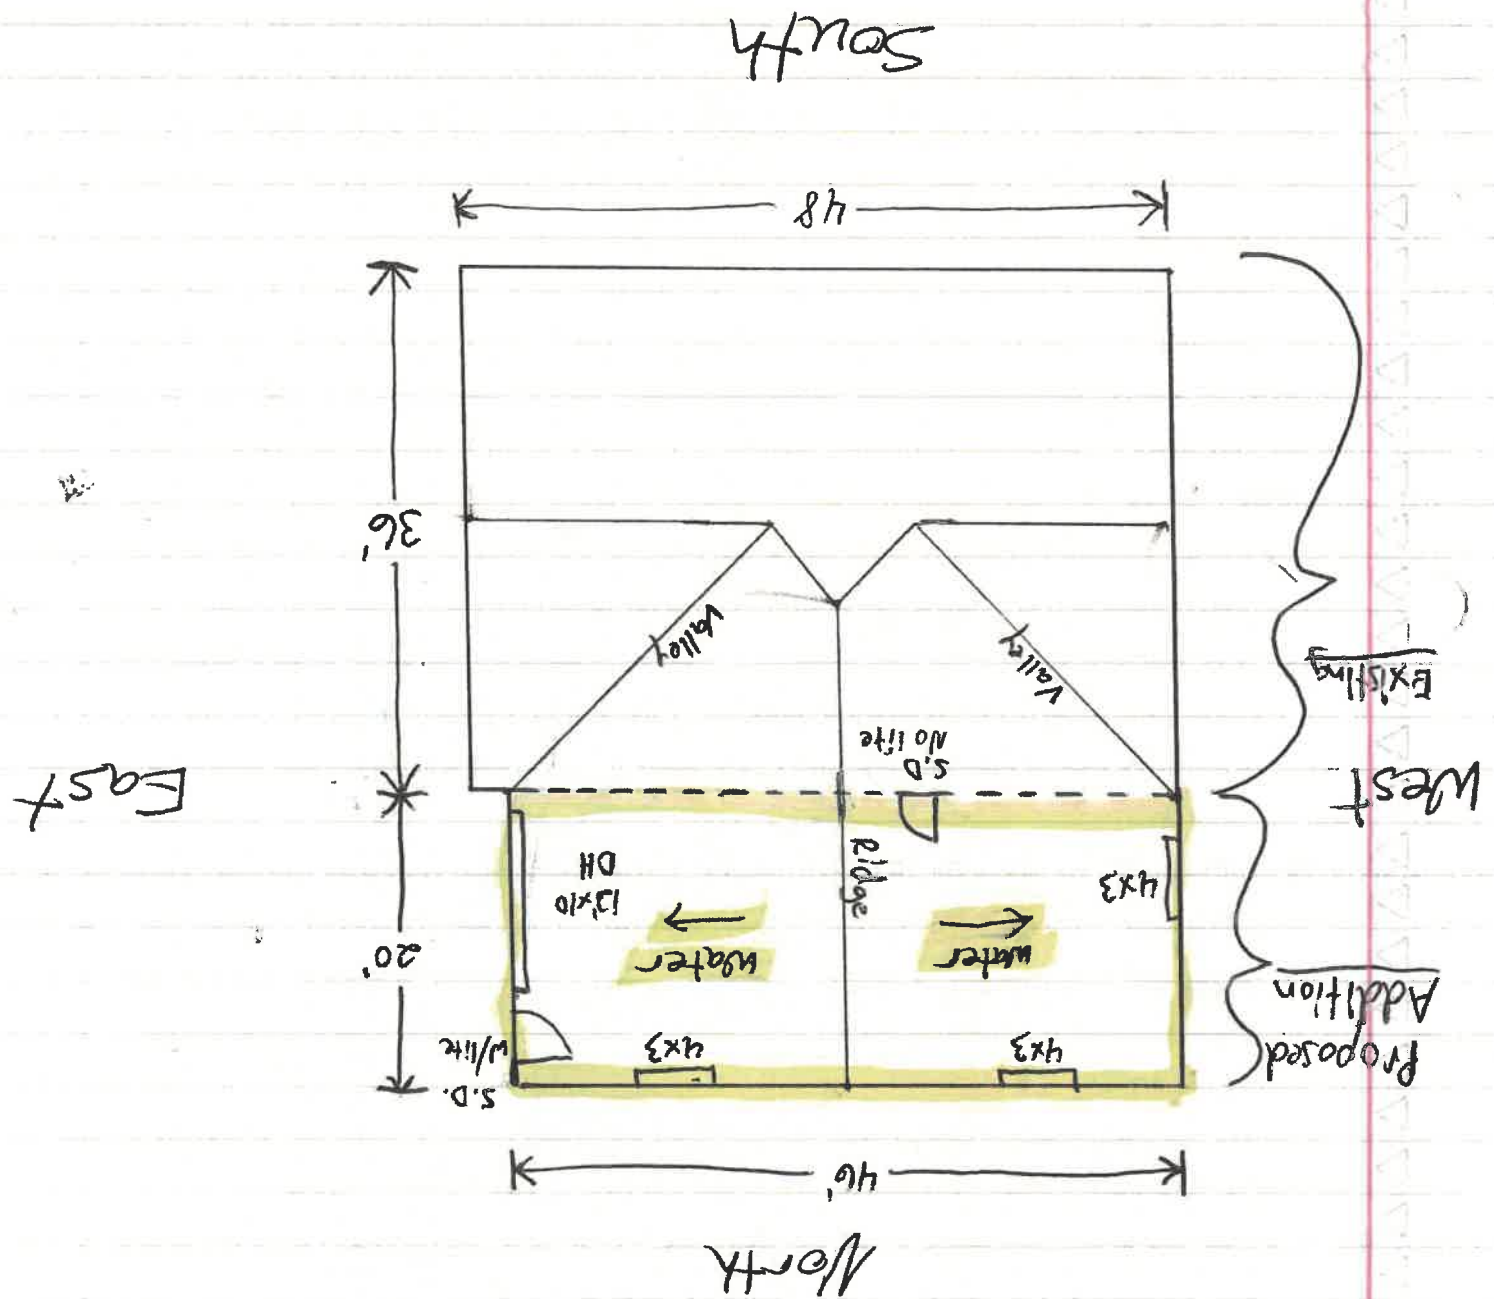 North
46'
S.D.
w/lite
4x3
4x3
Proposed
Addition
water
water
20'
4x3
Ridge
12'x10
DH
West
East
S.D
No lite
Existing
Valley
Valley
36'
48
South